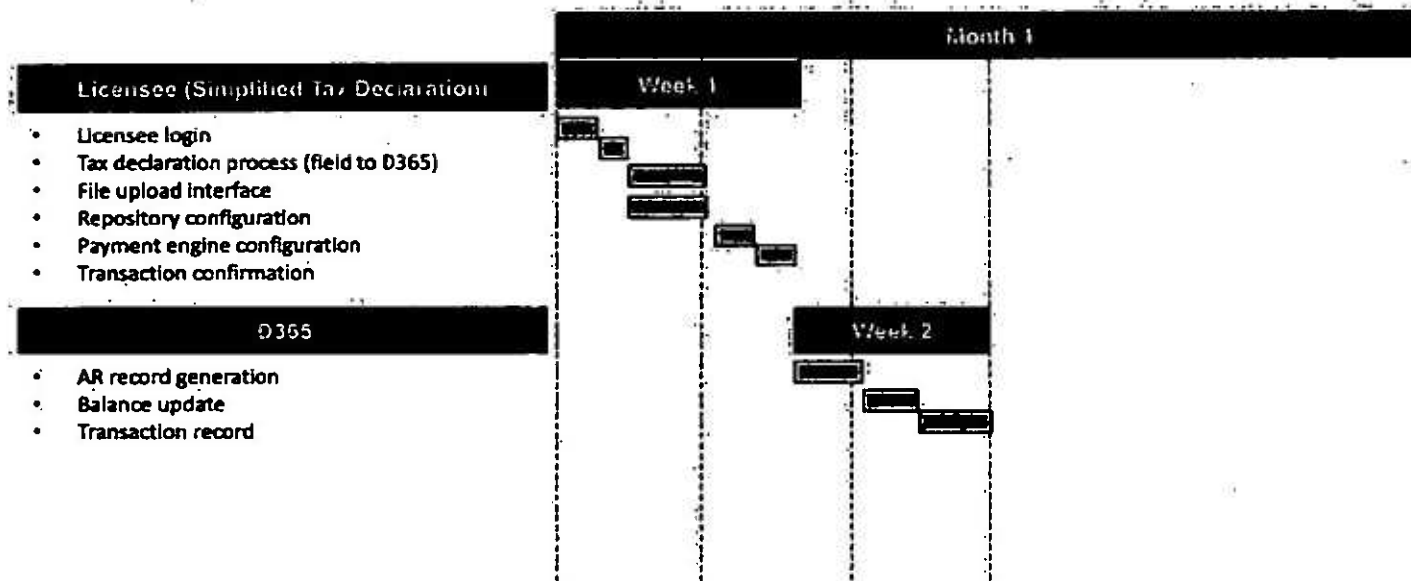 Month 1
Licensee (Simplified Tax Declaration)
Week 1
• Licensee login
• Tax declaration process (field to D365)
• File upload interface
• Repository configuration
• Payment engine configuration
• Transaction confirmation
D365
Week 2
• AR record generation
• Balance update
• Transaction record